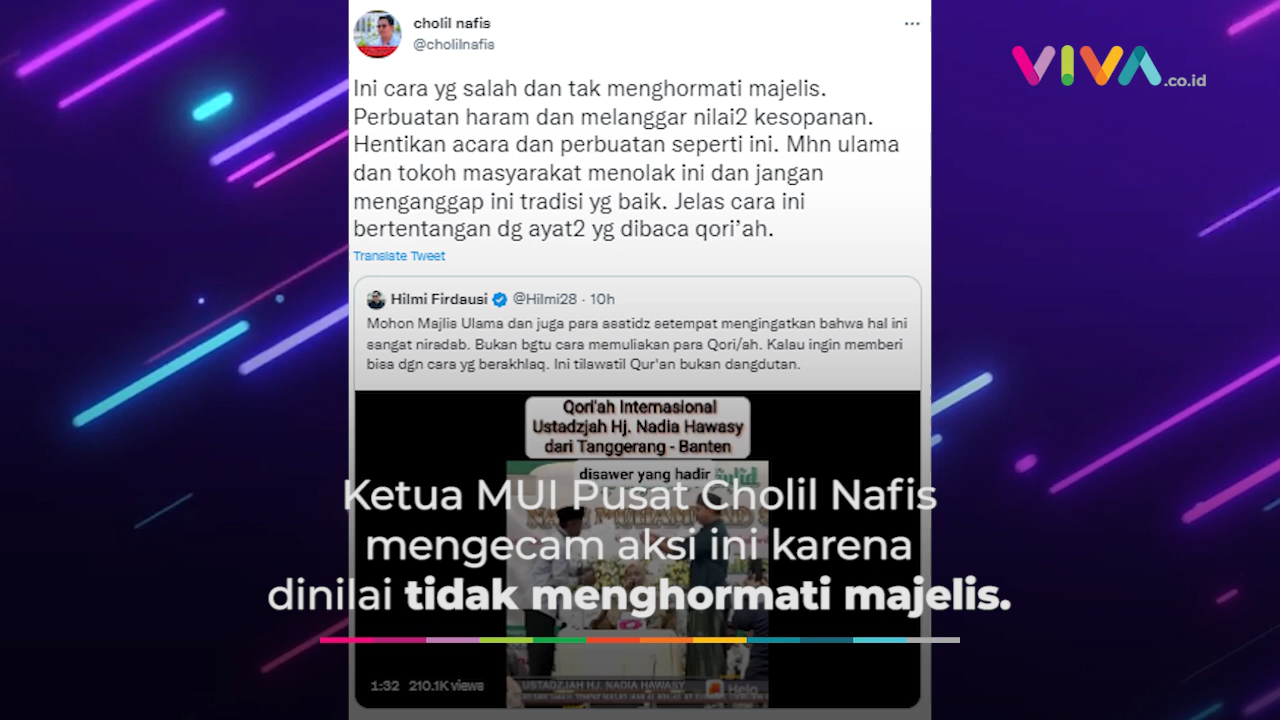 cholil nafis
@cholilnafis
...
VIVA.co.id
Ini cara yg salah dan tak menghormati majelis.
Perbuatan haram dan melanggar nilai2 kesopanan.
Hentikan acara dan perbuatan seperti ini. Mhn ulama
dan tokoh masyarakat menolak ini dan jangan
menganggap ini tradisi yg baik. Jelas cara ini
bertentangan dg ayat2 yg dibaca qori’ah.
Translate Tweet
Hilmi Firdausi @Hilmi28 · 10h
Mohon Majlis Ulama dan juga para asatidz setempat mengingatkan bahwa hal ini
sangat niradab. Bukan bgtu cara memuliakan para Qori/ah. Kalau ingin memberi
bisa dgn cara yg berakhlaq. Ini tilawatil Qur'an bukan dangdutan.
Qori'ah Internasional
Ustadzjah Hj. Nadia Hawasy
dari Tanggerang - Banten
disawer yang hadir
Ketua MUI Pusat Cholil Nafis
mengecam aksi ini karena
dinilai tidak menghormati majelis.
1:32 210.1K views
USTADZJAH HJ. NADIA HAWASY
Helo